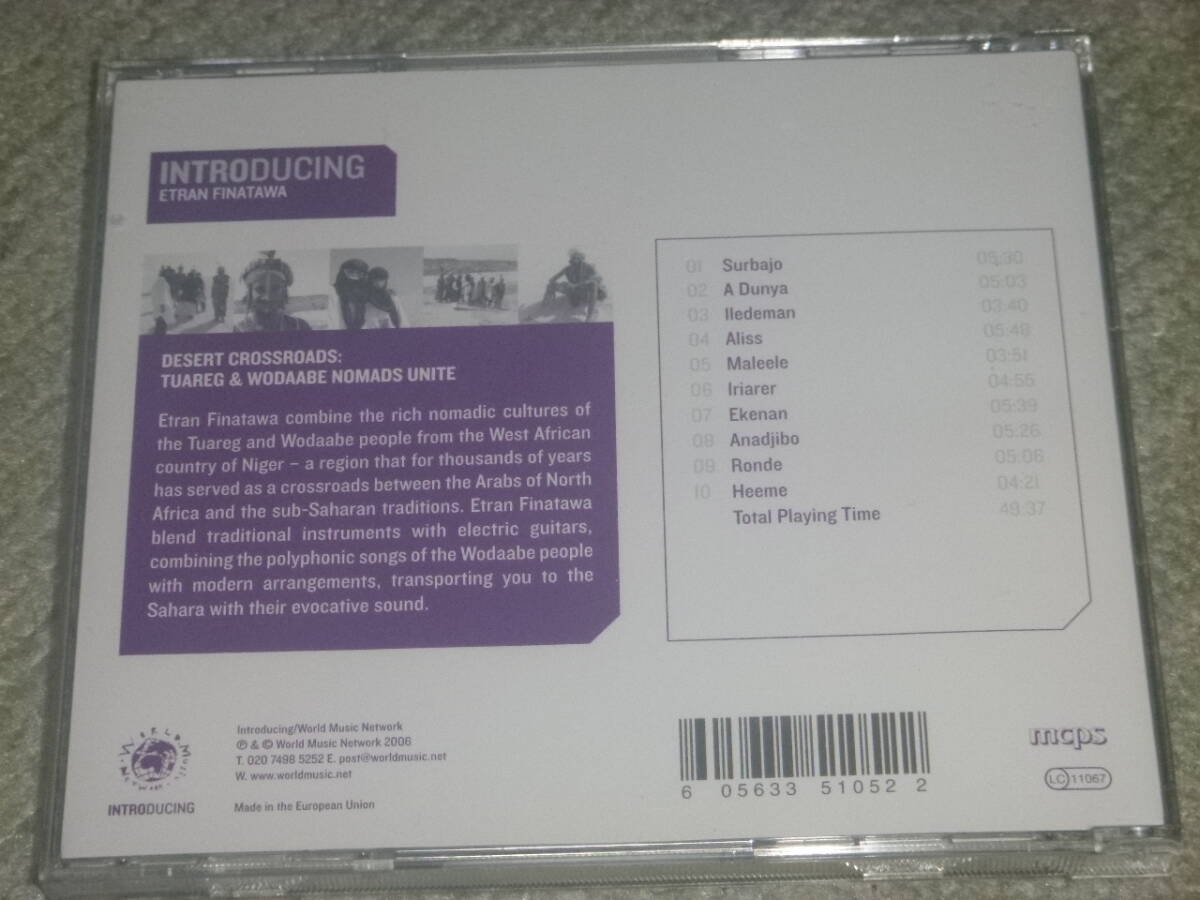 INTRODUCING
ETRAN FINATAWA
DESERT CROSSROADS:
TUAREG & WODAABE NOMADS UNITE
Etran Finatawa combine the rich nomadic cultures of
the Tuareg and Wodaabe people from the West African
country of Niger – a region that for thousands of years
has served as a crossroads between the Arabs of North
Africa and the sub-Saharan traditions. Etran Finatawa
blend traditional instruments with electric guitars,
combining the polyphonic songs of the Wodaabe people
with modern arrangements, transporting you to the
Sahara with their evocative sound.
01 Surbajo 05:30
02 A Dunya 05:03
03 Iledeman 03:40
04 Aliss 05:48
05 Maleele 03:51
06 Iriarer 04:55
07 Ekenan 05:39
08 Anadjibo 05:26
09 Ronde 05:06
10 Heeme 04:21
Total Playing Time 49:37
WORLD MUSIC NETWORK
INTRODUCING
Introducing/World Music Network
℗ & © World Music Network 2006
T. 020 7498 5252 E. post@worldmusic.net
W. www.worldmusic.net
Made in the European Union
6 05633 51052 2
mcps
LC 11067